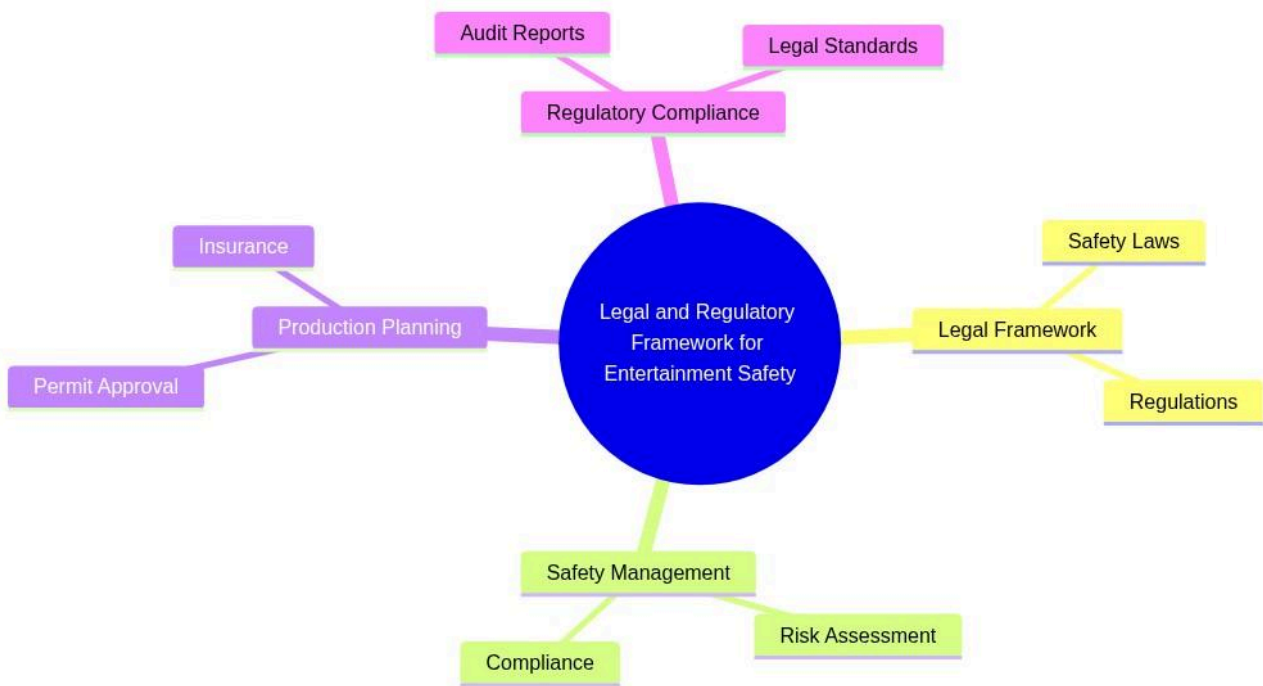 Audit Reports
Legal Standards
Regulatory Compliance
Insurance
Production Planning
Permit Approval
Legal and Regulatory
Framework for
Entertainment Safety
Safety Laws
Legal Framework
Regulations
Safety Management
Risk Assessment
Compliance